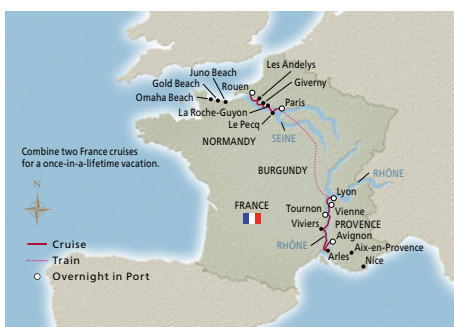 Les Andelys
Juno Beach
Gold Beach
Rouen
Giverny
Omaha Beach
Paris
La Roche-Guyon
Le Pecq
SEINE
NORMANDY
Combine two France cruises
for a once-in-a-lifetime vacation.
BURGUNDY
RHÔNE
N
Lyon
FRANCE
Tournon
Vienne
Viviers
PROVENCE
Avignon
RHÔNE
Aix-en-Provence
Arles
Nice
Cruise
Train
Overnight in Port